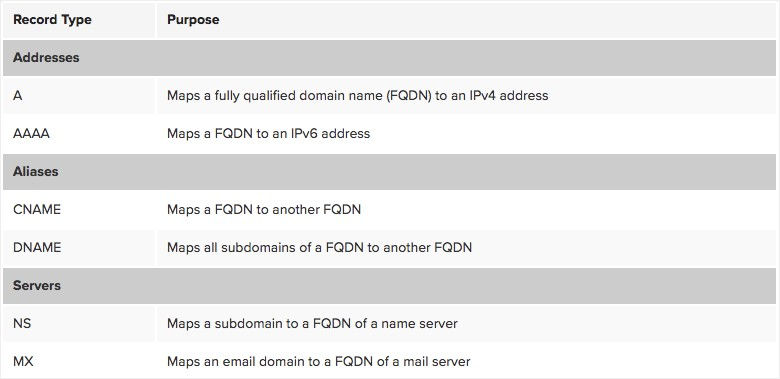 Record Type Purpose
Addresses
A Maps a fully qualified domain name (FQDN) to an IPv4 address
AAAA Maps a FQDN to an IPv6 address
Aliases
CNAME Maps a FQDN to another FQDN
DNAME Maps all subdomains of a FQDN to another FQDN
Servers
NS Maps a subdomain to a FQDN of a name server
MX Maps an email domain to a FQDN of a mail server